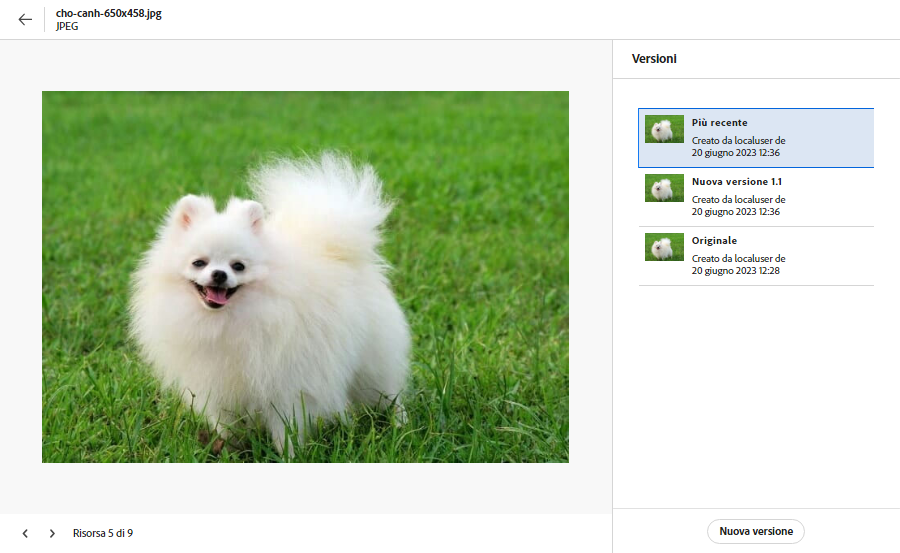 cho-canh-650x458.jpg
JPEG
Versioni
Più recente
Creato da localuser de
20 giugno 2023 12:36
Nuova versione 1.1
Creato da localuser de
20 giugno 2023 12:36
Originale
Creato da localuser de
20 giugno 2023 12:28
Risorsa 5 di 9
Nuova versione